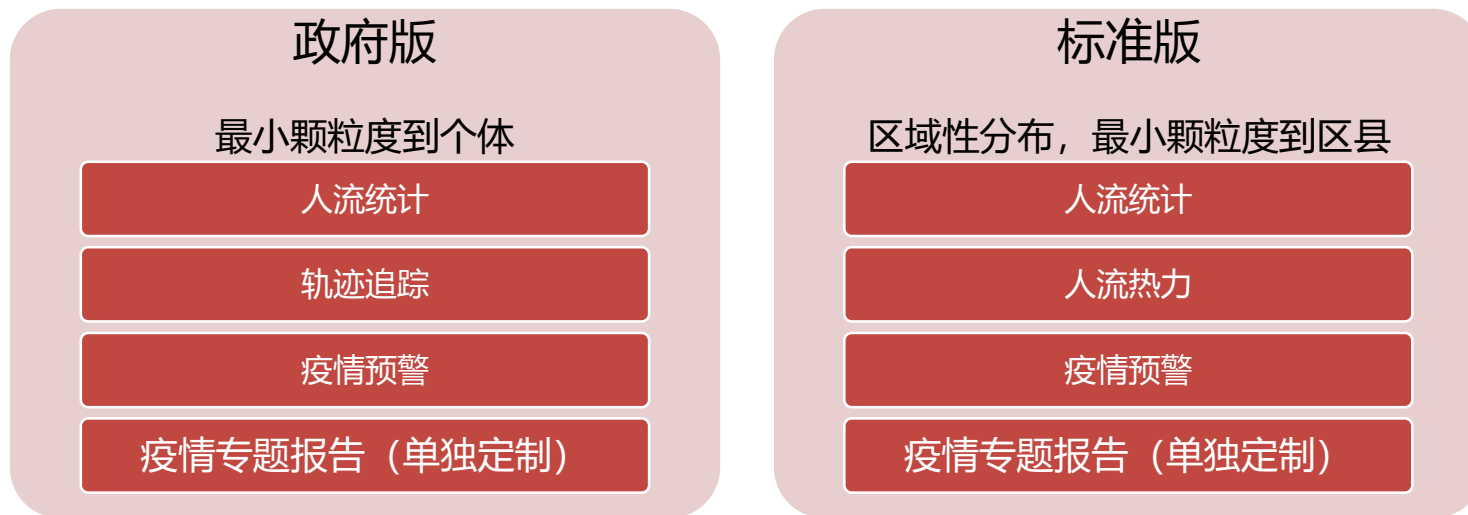 政府版
最小颗粒度到个体
人流统计
轨迹追踪
疫情预警
疫情专题报告（单独定制）
标准版
区域性分布，最小颗粒度到区县
人流统计
人流热力
疫情预警
疫情专题报告（单独定制）